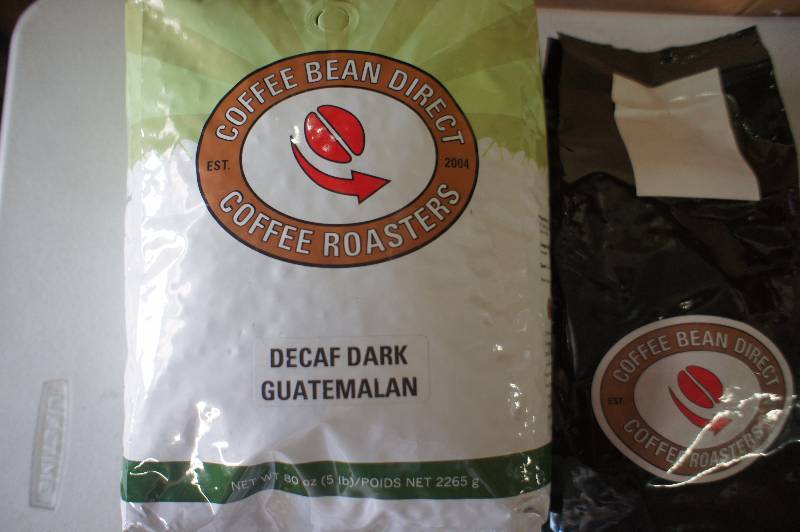 COFFEE BEAN DIRECT
EST. 2004
COFFEE ROASTERS
DECAF DARK
GUATEMALAN
NET WT 80 oz (5 lb)/POIDS NET 2265 g
COFFEE BEAN DIRECT
EST.
COFFEE ROASTERS